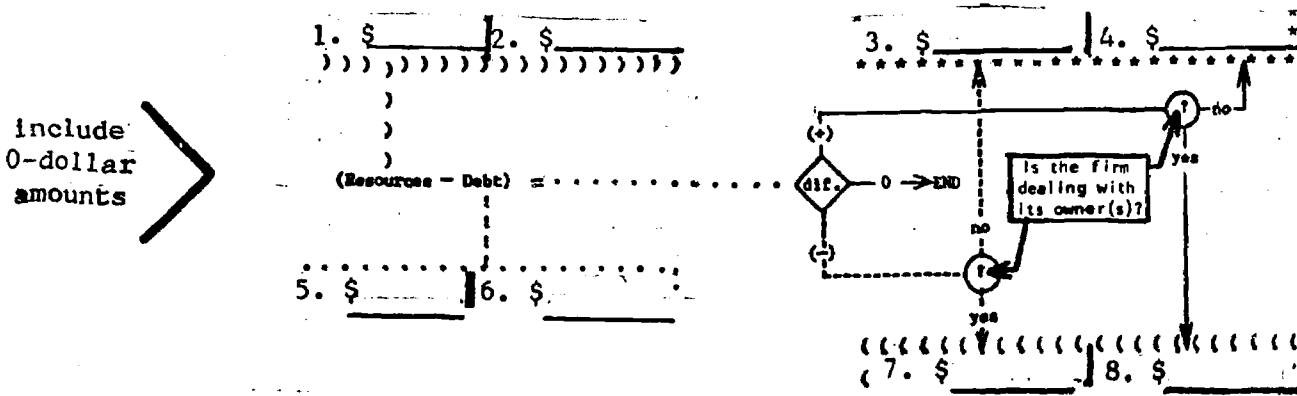 1. $ 2. $ 3. $ 4. $
include
0-dollar
amounts
(Resources - Debt) =
(+)
dif.
0
END
(-)
?
no
yes
Is the firm
dealing with
its owner(s)?
no
?
yes
5. $ 6. $
7. $ 8. $